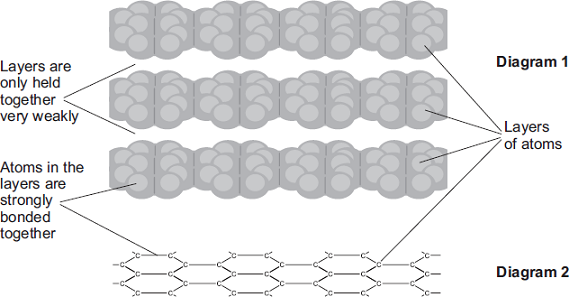 Layers are
only held
together
very weakly
Diagram 1
Layers
of atoms
Atoms in the
layers are
strongly
bonded
together
C C C C C C C C
C C C C C C C C
C C C C C C C C
C C C C C C C C
Diagram 2